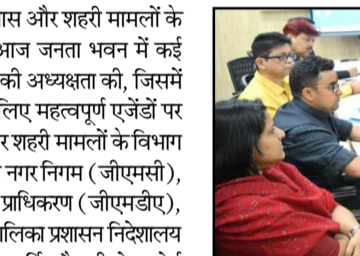 ास और शहरी मामलों के
आज जनता भवन में कई
की अध्यक्षता की, जिसमें
लिए महत्वपूर्ण एजेंडों पर
र शहरी मामलों के विभाग
नगर निगम (जीएमसी),
प्राधिकरण (जीएमडीए),
ालिका प्रशासन निदेशालय